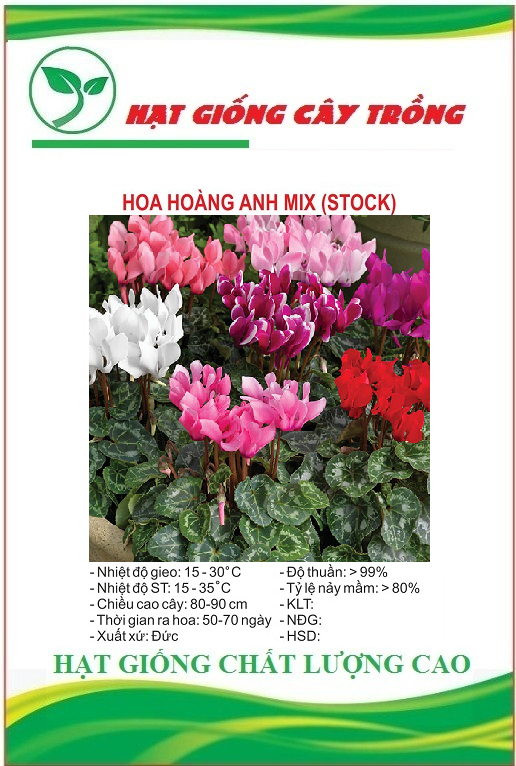 HẠT GIỐNG CÂY TRỒNG
HOA HOÀNG ANH MIX (STOCK)
- Nhiệt độ gieo: 15 - 30°C
- Nhiệt độ ST: 15 - 35°C
- Chiều cao cây: 80-90 cm
- Thời gian ra hoa: 50-70 ngày
- Xuất xứ: Đức
- Độ thuần: > 99%
- Tỷ lệ nảy mầm: > 80%
- KLT:
- NĐG:
- HSD:
HẠT GIỐNG CHẤT LƯỢNG CAO